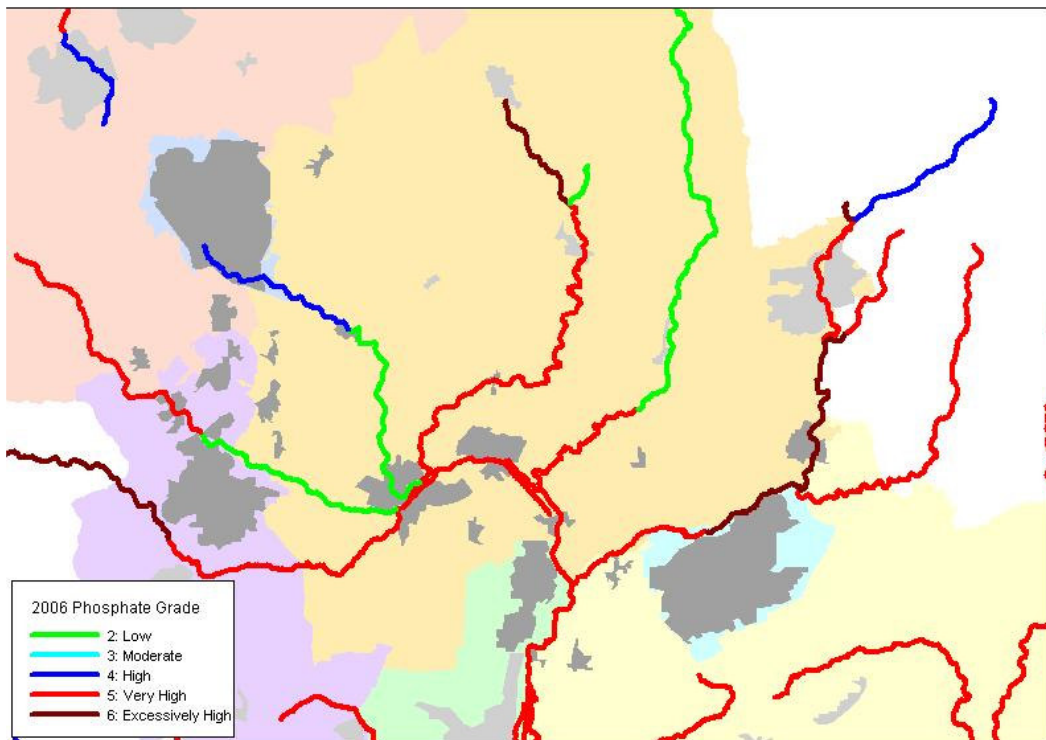 2006 Phosphate Grade
2: Low
3: Moderate
4: High
5: Very High
6: Excessively High